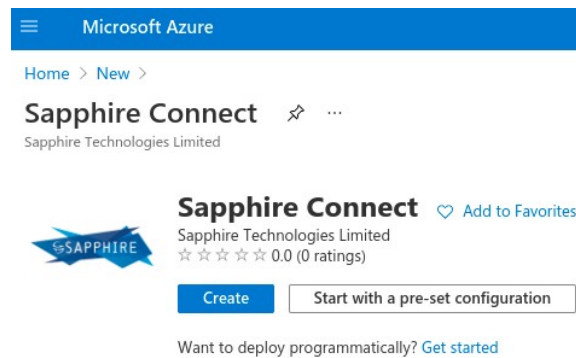 Microsoft Azure
Home > New >
Sapphire Connect ...
Sapphire Technologies Limited
SAPPHIRE
Sapphire Connect
Add to Favorites
Sapphire Technologies Limited
0.0 (0 ratings)
Create
Start with a pre-set configuration
Want to deploy programmatically? Get started